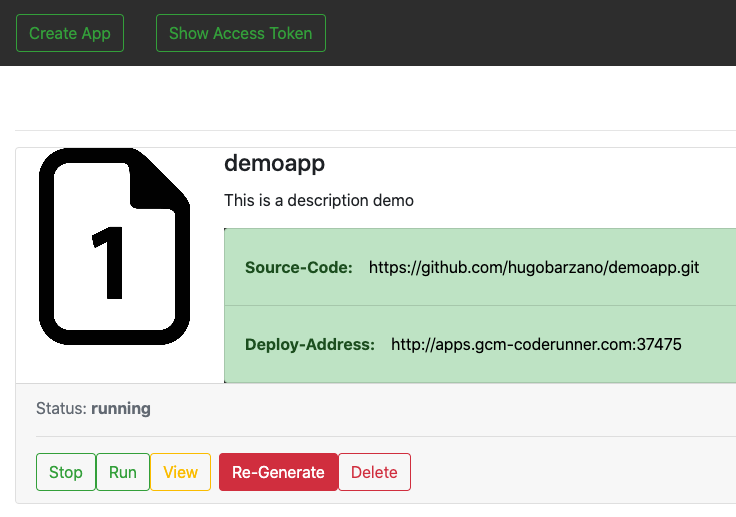 Create App Show Access Token
1
demoapp
This is a description demo
Source-Code: https://github.com/hugobarzano/demoapp.git
Deploy-Address: http://apps.gcm-coderunner.com:37475
Status: running
Stop Run View Re-Generate Delete